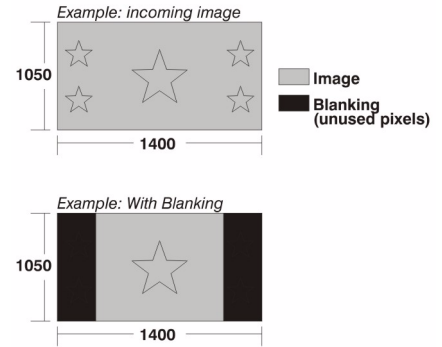 Example: incoming image
1050
1400
Image
Blanking
(unused pixels)
Example: With Blanking
1050
1400